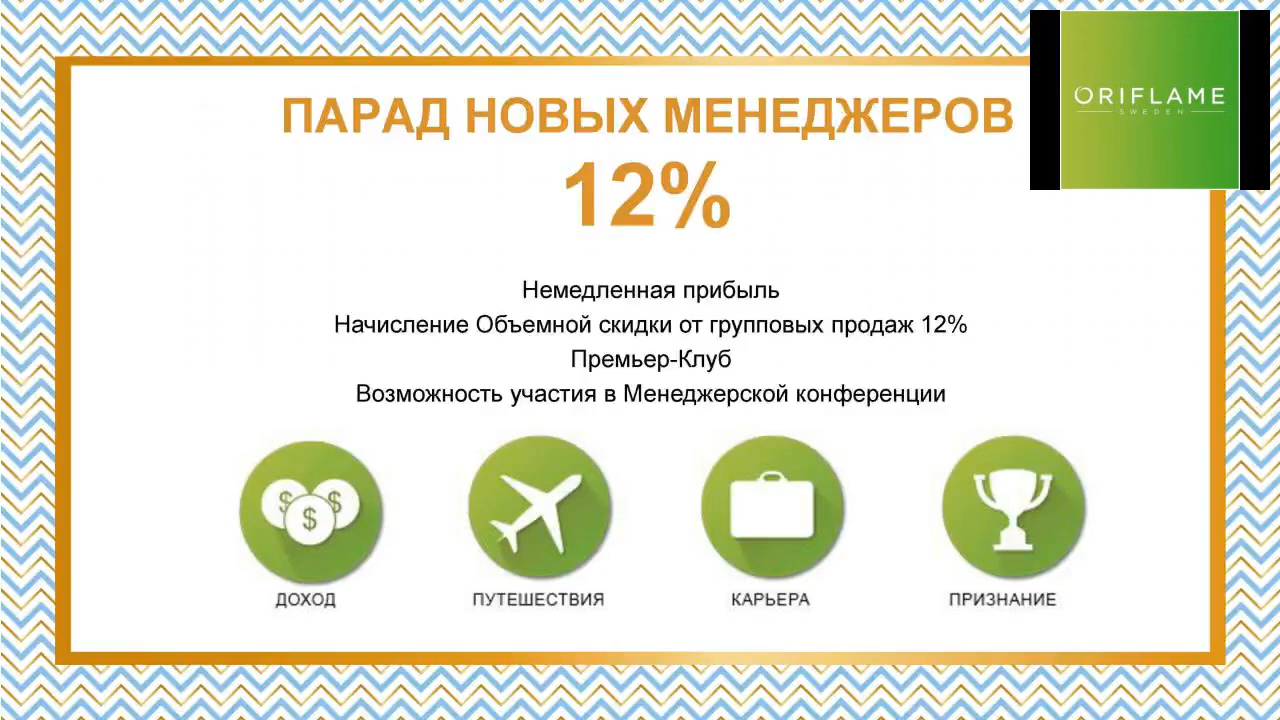 ORIFLAME
SWEDEN
ПАРАД НОВЫХ МЕНЕДЖЕРОВ
12%
Немедленная прибыль
Начисление Объемной скидки от групповых продаж 12%
Премьер-Клуб
Возможность участия в Менеджерской конференции
$ $ $
ДОХОД
ПУТЕШЕСТВИЯ
КАРЬЕРА
ПРИЗНАНИЕ